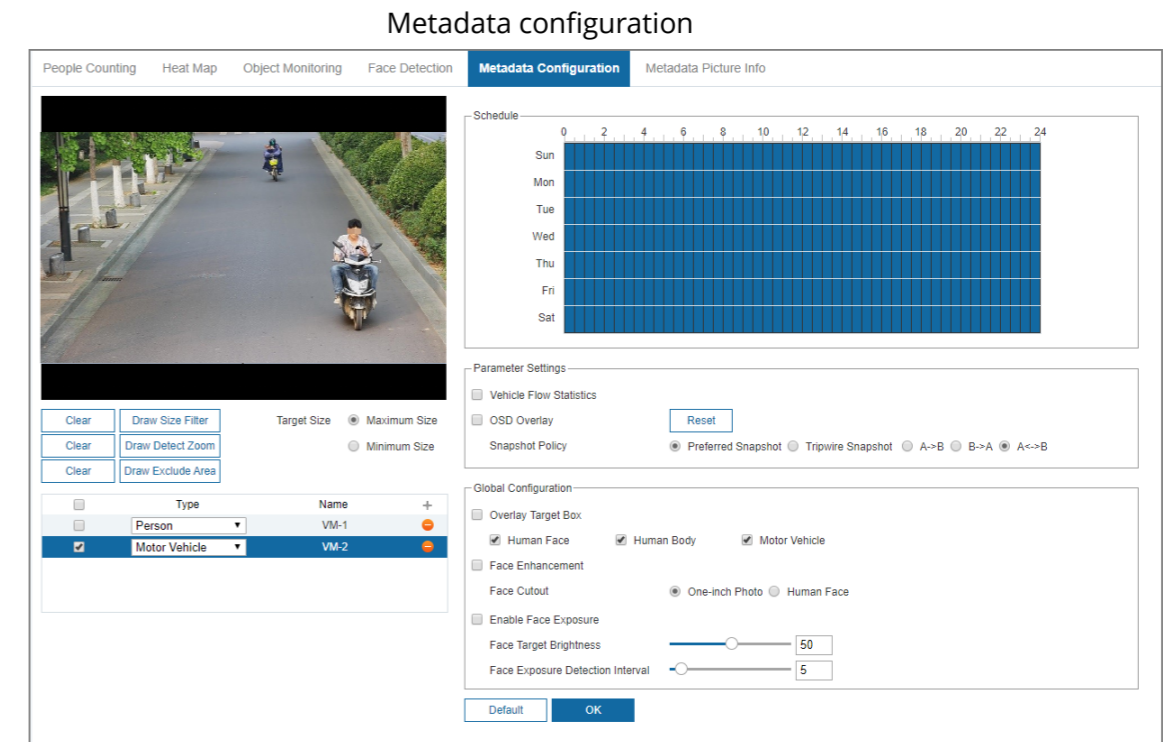 Metadata configuration
People Counting Heat Map Object Monitoring Face Detection Metadata Configuration Metadata Picture Info
Schedule
0 2 4 6 8 10 12 14 16 18 20 22 24
Sun
Mon
Tue
Wed
Thu
Fri
Sat
Clear Draw Size Filter Target Size Maximum Size
Clear Draw Detect Zoom Minimum Size
Clear Draw Exclude Area
Type Name +
Person VM-1
Motor Vehicle VM-2
Parameter Settings
Vehicle Flow Statistics
OSD Overlay Reset
Snapshot Policy Preferred Snapshot Tripwire Snapshot A->B B->A A<->B
Global Configuration
Overlay Target Box
Human Face Human Body Motor Vehicle
Face Enhancement
Face Cutout One-inch Photo Human Face
Enable Face Exposure
Face Target Brightness 50
Face Exposure Detection Interval 5
Default OK